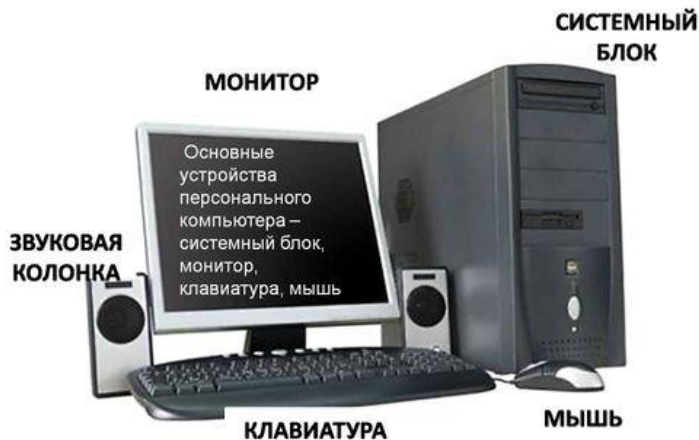 СИСТЕМНЫЙ
БЛОК
МОНИТОР
Основные
устройства
персонального
компьютера –
системный блок,
монитор,
клавиатура, мышь
ЗВУКОВАЯ
КОЛОНКА
КЛАВИАТУРА
МЫШЬ